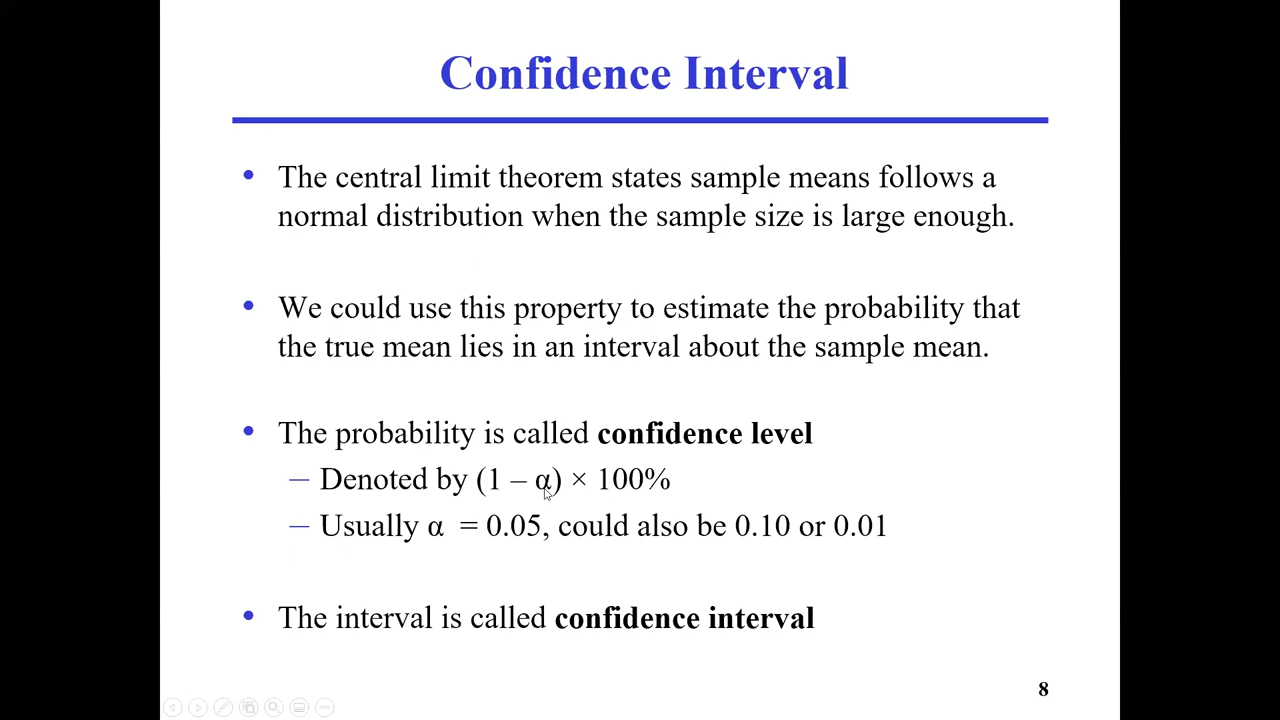 Confidence Interval
• The central limit theorem states sample means follows a
normal distribution when the sample size is large enough.
• We could use this property to estimate the probability that
the true mean lies in an interval about the sample mean.
• The probability is called confidence level
– Denoted by (1 – α) × 100%
– Usually α = 0.05, could also be 0.10 or 0.01
• The interval is called confidence interval
8